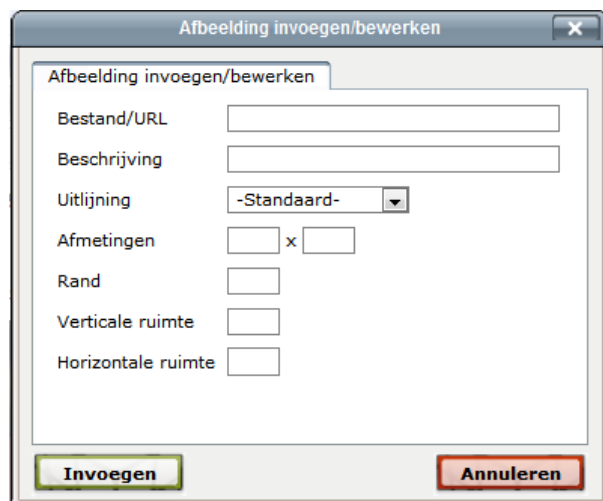 Afbeelding invoegen/bewerken
Afbeelding invoegen/bewerken
Bestand/URL
Beschrijving
Uitlijning -Standaard-
Afmetingen x
Rand
Verticale ruimte
Horizontale ruimte
Invoegen Annuleren